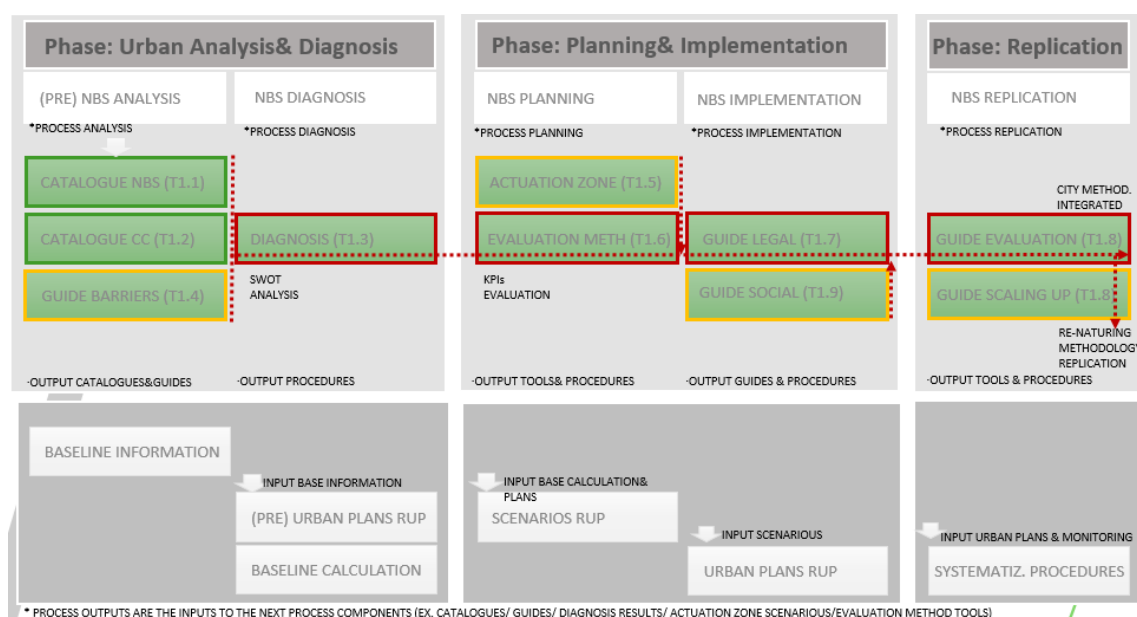 Phase: Urban Analysis& Diagnosis
(PRE) NBS ANALYSIS
NBS DIAGNOSIS
*PROCESS ANALYSIS
*PROCESS DIAGNOSIS
CATALOGUE NBS (T1.1)
CATALOGUE CC (T1.2)
DIAGNOSIS (T1.3)
GUIDE BARRIERS (T1.4)
SWOT
ANALYSIS
·OUTPUT CATALOGUES&GUIDES
·OUTPUT PROCEDURES
Phase: Planning& Implementation
NBS PLANNING
NBS IMPLEMENTATION
*PROCESS PLANNING
*PROCESS IMPLEMENTATION
ACTUATION ZONE (T1.5)
EVALUATION METH (T1.6)
GUIDE LEGAL (T1.7)
KPIs
EVALUATION
GUIDE SOCIAL (T1.9)
·OUTPUT TOOLS& PROCEDURES
·OUTPUT GUIDES & PROCEDURES
Phase: Replication
NBS REPLICATION
*PROCESS REPLICATION
CITY METHOD.
INTEGRATED
GUIDE EVALUATION (T1.8)
GUIDE SCALING UP (T1.8)
RE-NATURING
METHODOLOGY
REPLICATION
·OUTPUT TOOLS & PROCEDURES
BASELINE INFORMATION
INPUT BASE INFORMATION
(PRE) URBAN PLANS RUP
BASELINE CALCULATION
INPUT BASE CALCULATION&
PLANS
SCENARIOS RUP
INPUT SCENARIOUS
URBAN PLANS RUP
INPUT URBAN PLANS & MONITORING
SYSTEMATIZ. PROCEDURES
* PROCESS OUTPUTS ARE THE INPUTS TO THE NEXT PROCESS COMPONENTS (EX. CATALOGUES/ GUIDES/ DIAGNOSIS RESULTS/ ACTUATION ZONE SCENARIOUS/EVALUATION METHOD TOOLS)